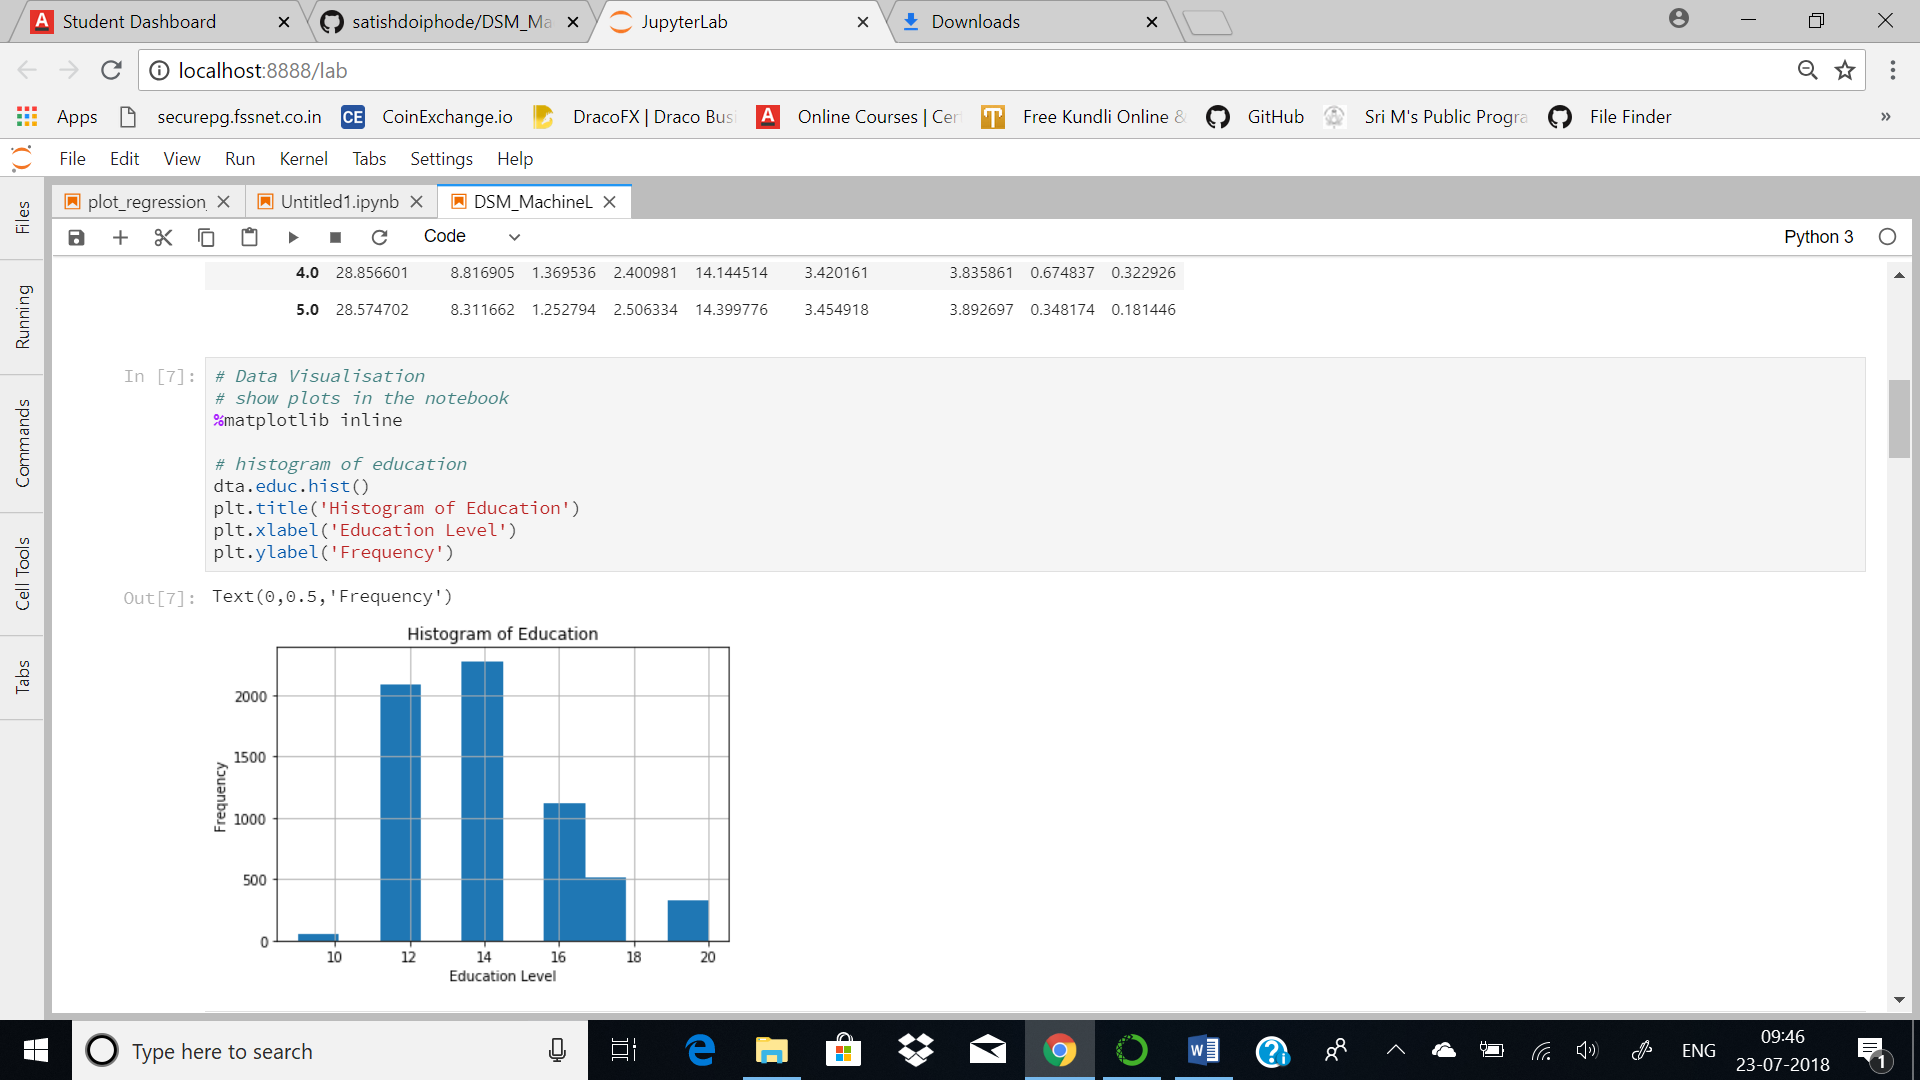 Student Dashboard
satishdoiphode/DSM_Ma
JupyterLab
Downloads
localhost:8888/lab
Apps securepg.fssnet.co.in CoinExchange.io DracoFX | Draco Busi Online Courses | Cert Free Kundli Online & GitHub Sri M's Public Progra File Finder »
File Edit View Run Kernel Tabs Settings Help
plot_regression_ Untitled1.ipynb DSM_MachineL
Code Python 3
Files
Running
Commands
Cell Tools
Tabs
4.0 28.856601 8.816905 1.369536 2.400981 14.144514 3.420161 3.835861 0.674837 0.322926
5.0 28.574702 8.311662 1.252794 2.506334 14.399776 3.454918 3.892697 0.348174 0.181446
In [7]:
# Data Visualisation
# show plots in the notebook
%matplotlib inline
# histogram of education
dta.educ.hist()
plt.title('Histogram of Education')
plt.xlabel('Education Level')
plt.ylabel('Frequency')
Out[7]: Text(0,0.5,'Frequency')
Histogram of Education
Frequency
2000
1500
1000
500
0
10 12 14 16 18 20
Education Level
Type here to search
ENG
09:46
23-07-2018
1